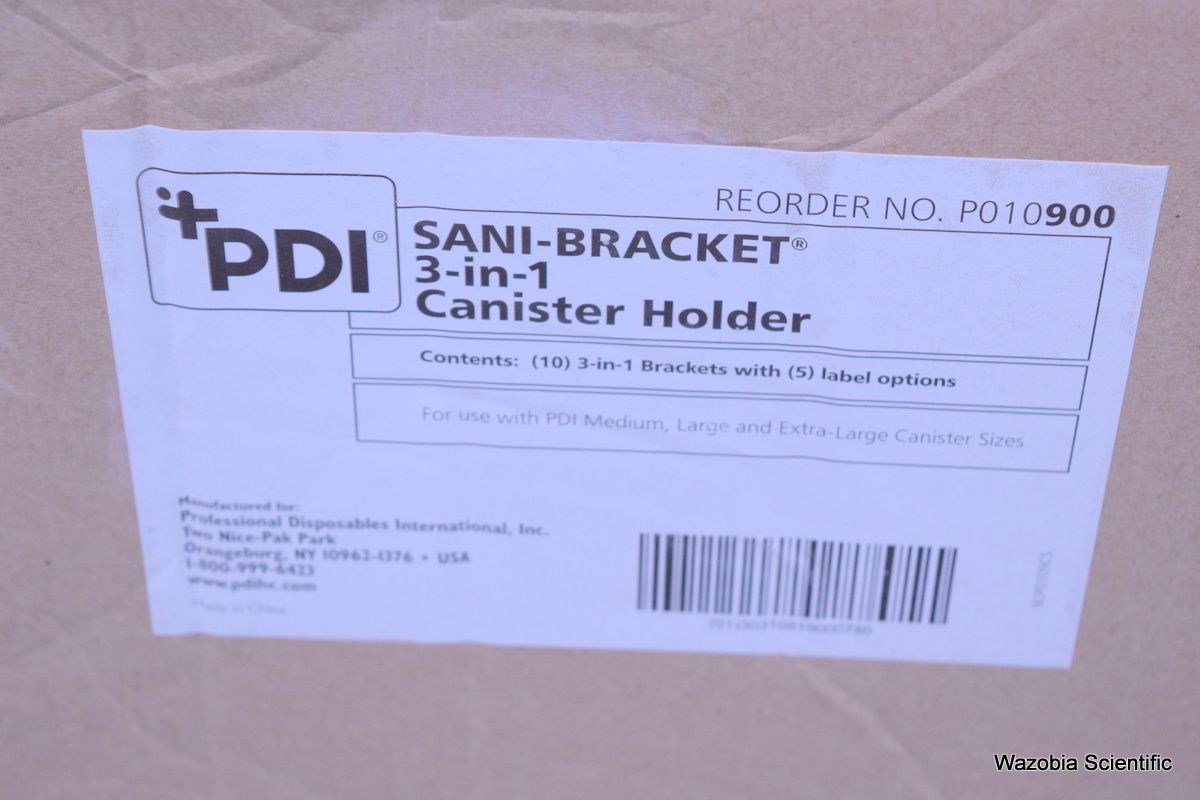 PDI®
REORDER NO. P010900
SANI-BRACKET®
3-in-1
Canister Holder
Contents: (10) 3-in-1 Brackets with (5) label options
For use with PDI Medium, Large and Extra-Large Canister Sizes
Manufactured for:
Professional Disposables International, Inc.
Two Nice-Pak Park
Orangeburg, NY 10962-1376 • USA
1-800-999-6423
www.pdihc.com
Made in China
Wazobia Scientific